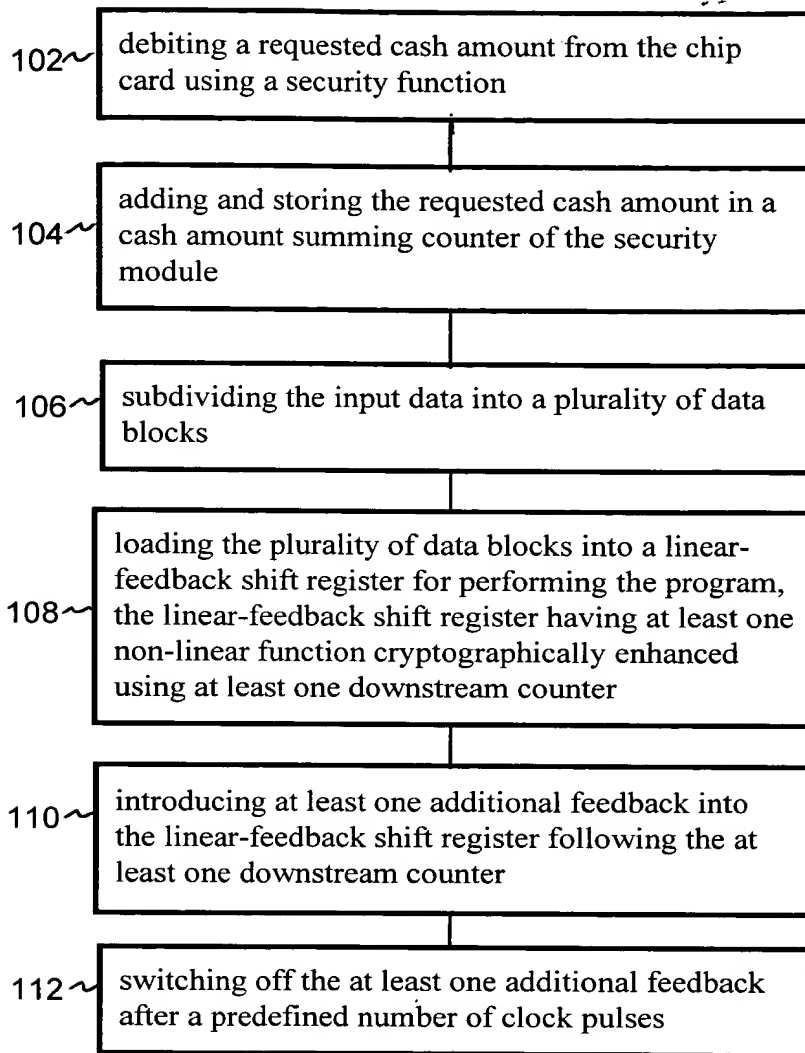 102 debiting a requested cash amount from the chip
card using a security function
104 adding and storing the requested cash amount in a
cash amount summing counter of the security
module
106 subdividing the input data into a plurality of data
blocks
108 loading the plurality of data blocks into a linear-
feedback shift register for performing the program,
the linear-feedback shift register having at least one
non-linear function cryptographically enhanced
using at least one downstream counter
110 introducing at least one additional feedback into
the linear-feedback shift register following the at
least one downstream counter
112 switching off the at least one additional feedback
after a predefined number of clock pulses